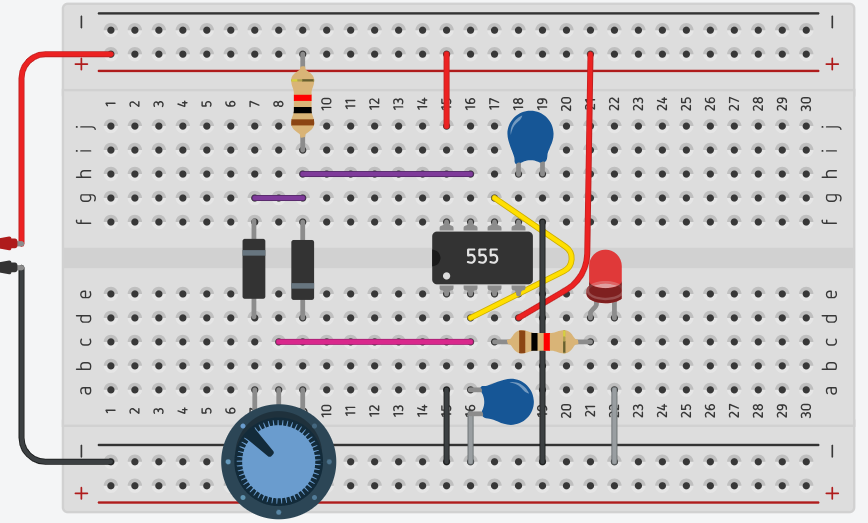 − −
+ +
1 2 3 4 5 6 7 8 10 11 12 13 14 15 16 17 18 19 20 21 22 23 24 25 26 27 28 29 30
j j
i i
h h
g g
f f
555
e e
d d
c c
b b
a a
1 2 3 4 5 6 7 8 9 10 11 12 13 14 15 16 17 18 19 20 21 22 23 24 25 26 27 28 29 30
− −
+ +